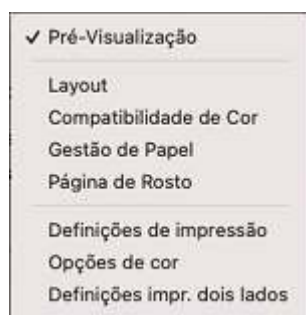 ✓ Pré-Visualização
Layout
Compatibilidade de Cor
Gestão de Papel
Página de Rosto
Definições de impressão
Opções de cor
Definições impr. dois lados